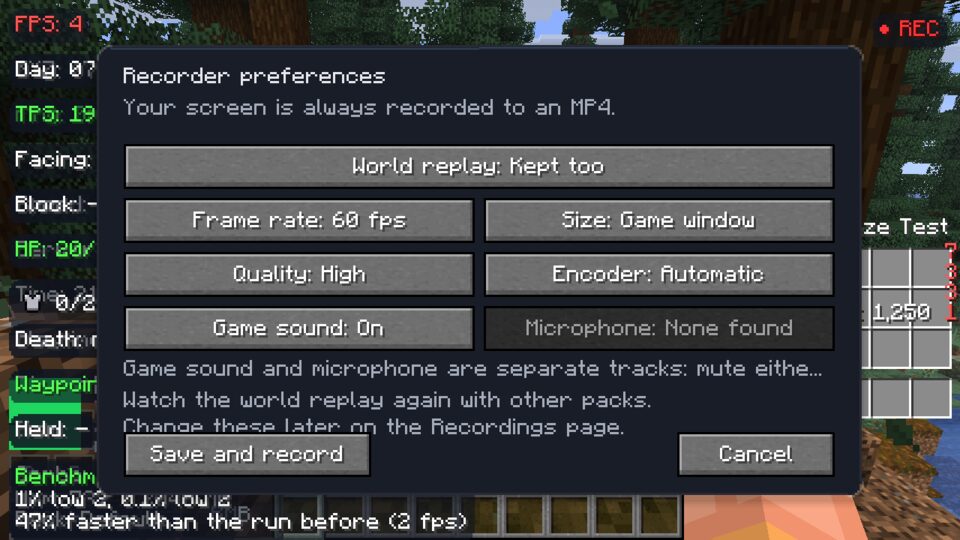 FPS: 4
REC
Day: 07
Recorder preferences
TPS: 19
Your screen is always recorded to an MP4.
Facing:
World replay: Kept too
Block: -
Frame rate: 60 fps
Size: Game window
ze Test
HP: 20/
Quality: High
Encoder: Automatic
0/2
1,250
Game sound: On
Microphone: None found
Death:
Game sound and microphone are separate tracks: mute eithe...
Waypoin
Watch the world replay again with other packs.
Held: -
Change these later on the Recordings page.
Save and record
Cancel
Benchm
1% low 2, 0.1% low 2
47% faster than the run before (2 fps)